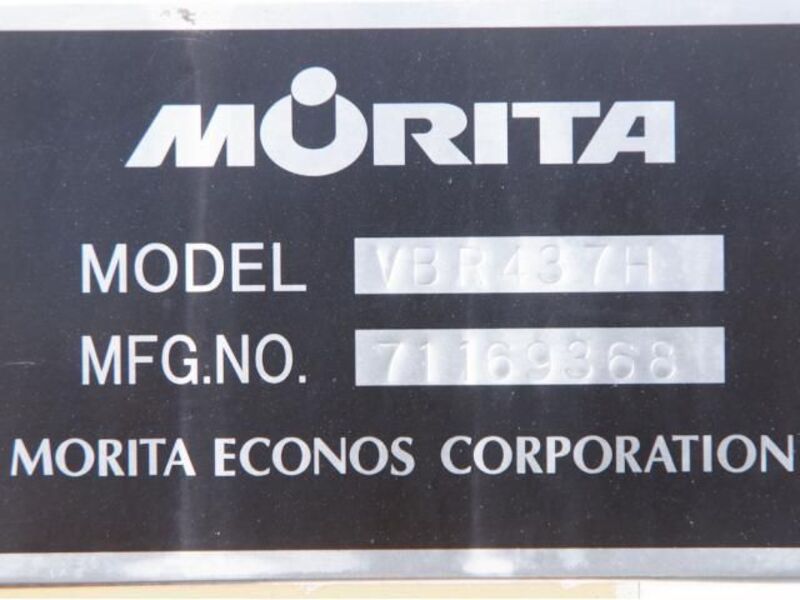 MORITA
MODEL VBR437H
MFG.NO. 71169368
MORITA ECONOS CORPORATION